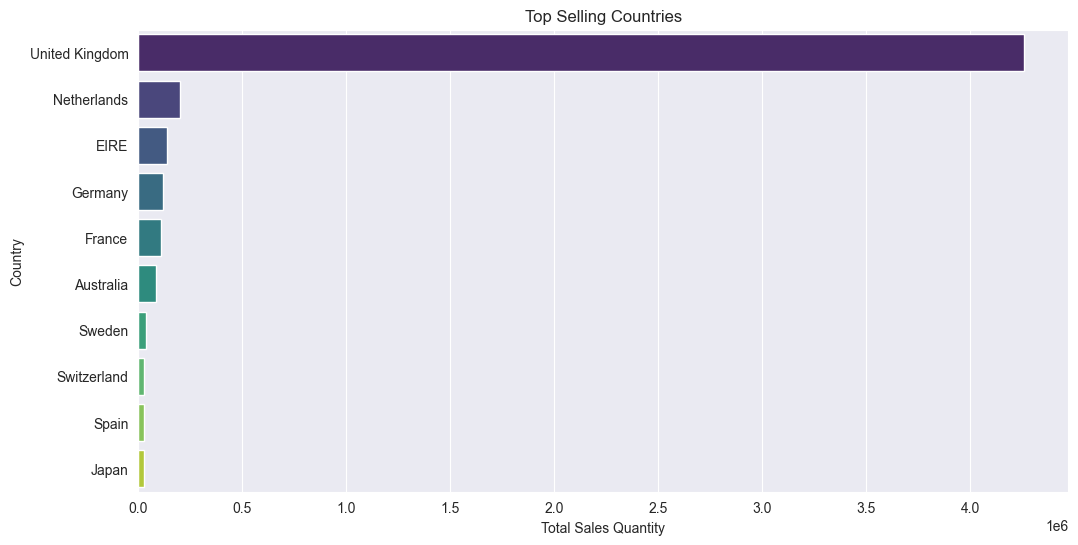 Top Selling Countries
United Kingdom
Netherlands
EIRE
Germany
France
Australia
Sweden
Switzerland
Spain
Japan
Country
0.0 0.5 1.0 1.5 2.0 2.5 3.0 3.5 4.0
Total Sales Quantity
1e6